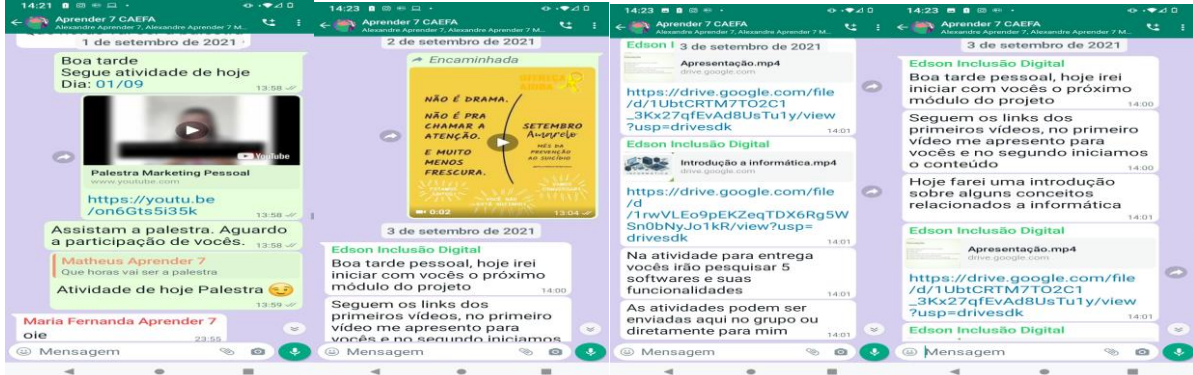 14:21
Aprender 7 CAEFA
Alexandre Aprender 7, Alexandre Aprender 7 M...
1 de setembro de 2021
Boa tarde
Segue atividade de hoje
Dia: 01/09
13:58
YouTube
Palestra Marketing Pessoal
www.youtube.com
https://youtu.be
/on6Gts5i35k
13:58
Assistam a palestra. Aguardo
a participação de vocês.
13:58
Matheus Aprender 7
Que horas vai ser a palestra
Atividade de hoje Palestra
13:59
Maria Fernanda Aprender 7
oie
23:55
Mensagem
14:23
Aprender 7 CAEFA
Alexandre Aprender 7, Alexandre Aprender 7 M...
2 de setembro de 2021
Encaminhada
NÃO É DRAMA.
NÃO É PRA
CHAMAR A
ATENÇÃO.
E MUITO
MENOS
FRESCURA.
SETEMBRO
Amarelo
MÊS DA
PREVENÇÃO
AO SUICÍDIO
0:02
13:04
3 de setembro de 2021
Edson Inclusão Digital
Boa tarde pessoal, hoje irei
iniciar com vocês o próximo
módulo do projeto
14:00
Seguem os links dos
primeiros vídeos, no primeiro
vídeo me apresento para
vocês e no segundo iniciamos
Mensagem
14:23
Aprender 7 CAEFA
Alexandre Aprender 7, Alexandre Aprender 7 M...
Edson I
3 de setembro de 2021
Apresentação.mp4
drive.google.com
https://drive.google.com/file
/d/1UbtCRTM7TO2C1
_3Kx27qfEvAd8UsTu1y/view
?usp=drivesdk
14:01
Edson Inclusão Digital
Introdução a informática.mp4
drive.google.com
https://drive.google.com/file
/d
/1rwVLEo9pEKZeqTDX6Rg5W
Sn0bNyJo1kR/view?usp=
drivesdk
14:01
Na atividade para entrega
vocês irão pesquisar 5
softwares e suas
funcionalidades
14:01
As atividades podem ser
enviadas aqui no grupo ou
diretamente para mim
14:01
Mensagem
14:23
Aprender 7 CAEFA
Alexandre Aprender 7, Alexandre Aprender 7 M...
3 de setembro de 2021
Edson Inclusão Digital
Boa tarde pessoal, hoje irei
iniciar com vocês o próximo
módulo do projeto
14:00
Seguem os links dos
primeiros vídeos, no primeiro
vídeo me apresento para
vocês e no segundo iniciamos
o conteúdo
14:00
Hoje farei uma introdução
sobre alguns conceitos
relacionados a informática
14:01
Edson Inclusão Digital
Apresentação.mp4
drive.google.com
https://drive.google.com/file
/d/1UbtCRTM7TO2C1
_3Kx27qfEvAd8UsTu1y/view
?usp=drivesdk
14:01
Edson Inclusão Digital
Mensagem